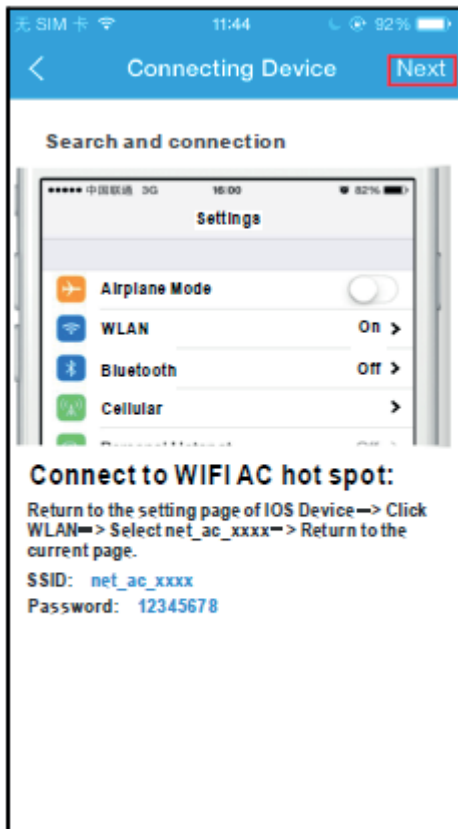 无 SIM 卡 11:44 92%
Connecting Device Next
Search and connection
中国联通 3G 16:00 82%
Settings
Airplane Mode
WLAN On
Bluetooth Off
Cellular
Connect to WIFI AC hot spot:
Return to the setting page of IOS Device—> Click
WLAN—> Select net_ac_xxxx—> Return to the
current page.
SSID: net_ac_xxxx
Password: 12345678